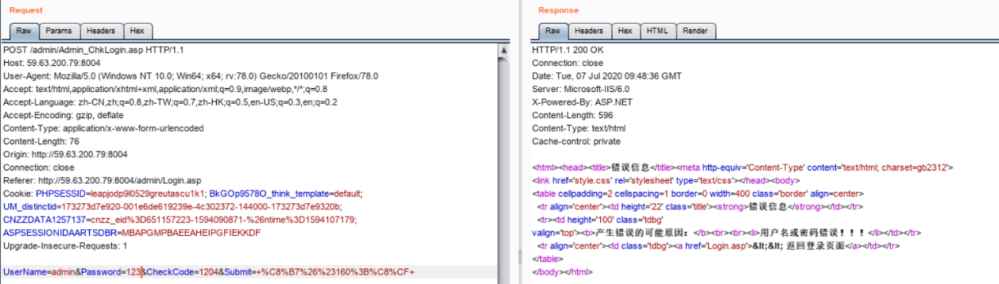 Request
Raw Params Headers Hex
POST /admin/Admin_ChkLogin.asp HTTP/1.1
Host: 59.63.200.79:8004
User-Agent: Mozilla/5.0 (Windows NT 10.0; Win64; x64; rv:78.0) Gecko/20100101 Firefox/78.0
Accept: text/html,application/xhtml+xml,application/xml;q=0.9,image/webp,*/*;q=0.8
Accept-Language: zh-CN,zh;q=0.8,zh-TW;q=0.7,zh-HK;q=0.5,en-US;q=0.3,en;q=0.2
Accept-Encoding: gzip, deflate
Content-Type: application/x-www-form-urlencoded
Content-Length: 76
Origin: http://59.63.200.79:8004
Connection: close
Referer: http://59.63.200.79:8004/admin/Login.asp
Cookie: PHPSESSID=leapjodp9l0529greutascu1k1; BkGOp9578O_think_template=default;
UM_distinctid=173273d7e920-001e6de619239e-4c302372-144000-173273d7e9320b;
CNZZDATA1257137=cnzz_eid%3D651157223-1594090871-%26ntime%3D1594107179;
ASPSESSIONIDAARTSDBR=MBAPGMPBAEEAHEIPGFIEKKDF
Upgrade-Insecure-Requests: 1
UserName=admin&Password=123&CheckCode=1204&Submit=+%C8%B7%26%23160%3B%C8%CF+
Response
Raw Headers Hex HTML Render
HTTP/1.1 200 OK
Connection: close
Date: Tue, 07 Jul 2020 09:48:36 GMT
Server: Microsoft-IIS/6.0
X-Powered-By: ASP.NET
Content-Length: 596
Content-Type: text/html
Cache-control: private
<html><head><title>错误信息</title><meta http-equiv='Content-Type' content='text/html; charset=gb2312'>
<link href='style.css' rel='stylesheet' type='text/css'></head><body>
<table cellpadding=2 cellspacing=1 border=0 width=400 class='border' align=center>
<tr align='center'><td height='22' class='title'><strong>错误信息</strong></td></tr>
<tr><td height='100' class='tdbg'
valign='top'><b>产生错误的可能原因：</b><br><br><li>用户名或密码错误！！！</li></td></tr>
<tr align='center'><td class='tdbg'><a href='Login.asp'>&lt;&lt; 返回登录页面</a></td></tr>
</table>
</body></html>